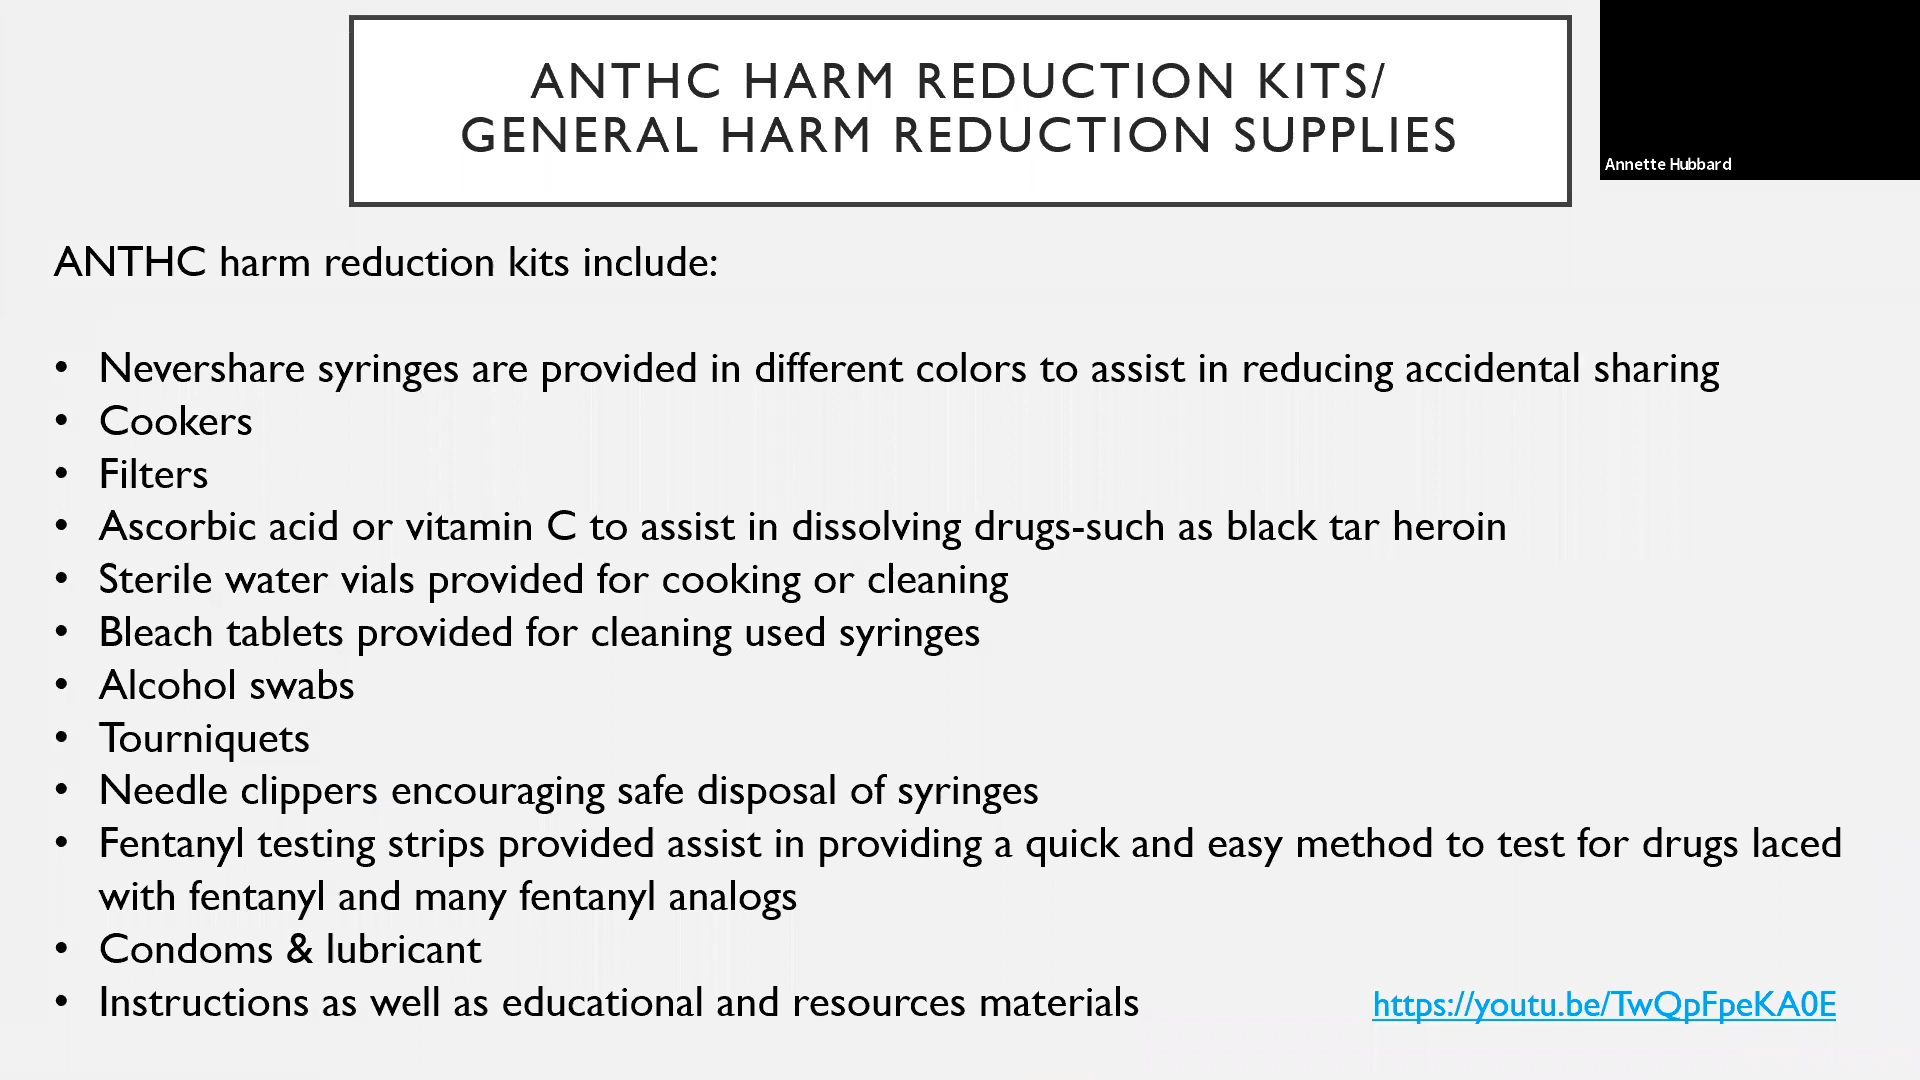 ANTHC HARM REDUCTION KITS/
GENERAL HARM REDUCTION SUPPLIES
Annette Hubbard
ANTHC harm reduction kits include:
• Nevershare syringes are provided in different colors to assist in reducing accidental sharing
• Cookers
• Filters
• Ascorbic acid or vitamin C to assist in dissolving drugs-such as black tar heroin
• Sterile water vials provided for cooking or cleaning
• Bleach tablets provided for cleaning used syringes
• Alcohol swabs
• Tourniquets
• Needle clippers encouraging safe disposal of syringes
• Fentanyl testing strips provided assist in providing a quick and easy method to test for drugs laced
with fentanyl and many fentanyl analogs
• Condoms & lubricant
• Instructions as well as educational and resources materials
https://youtu.be/TwQpFpeKA0E